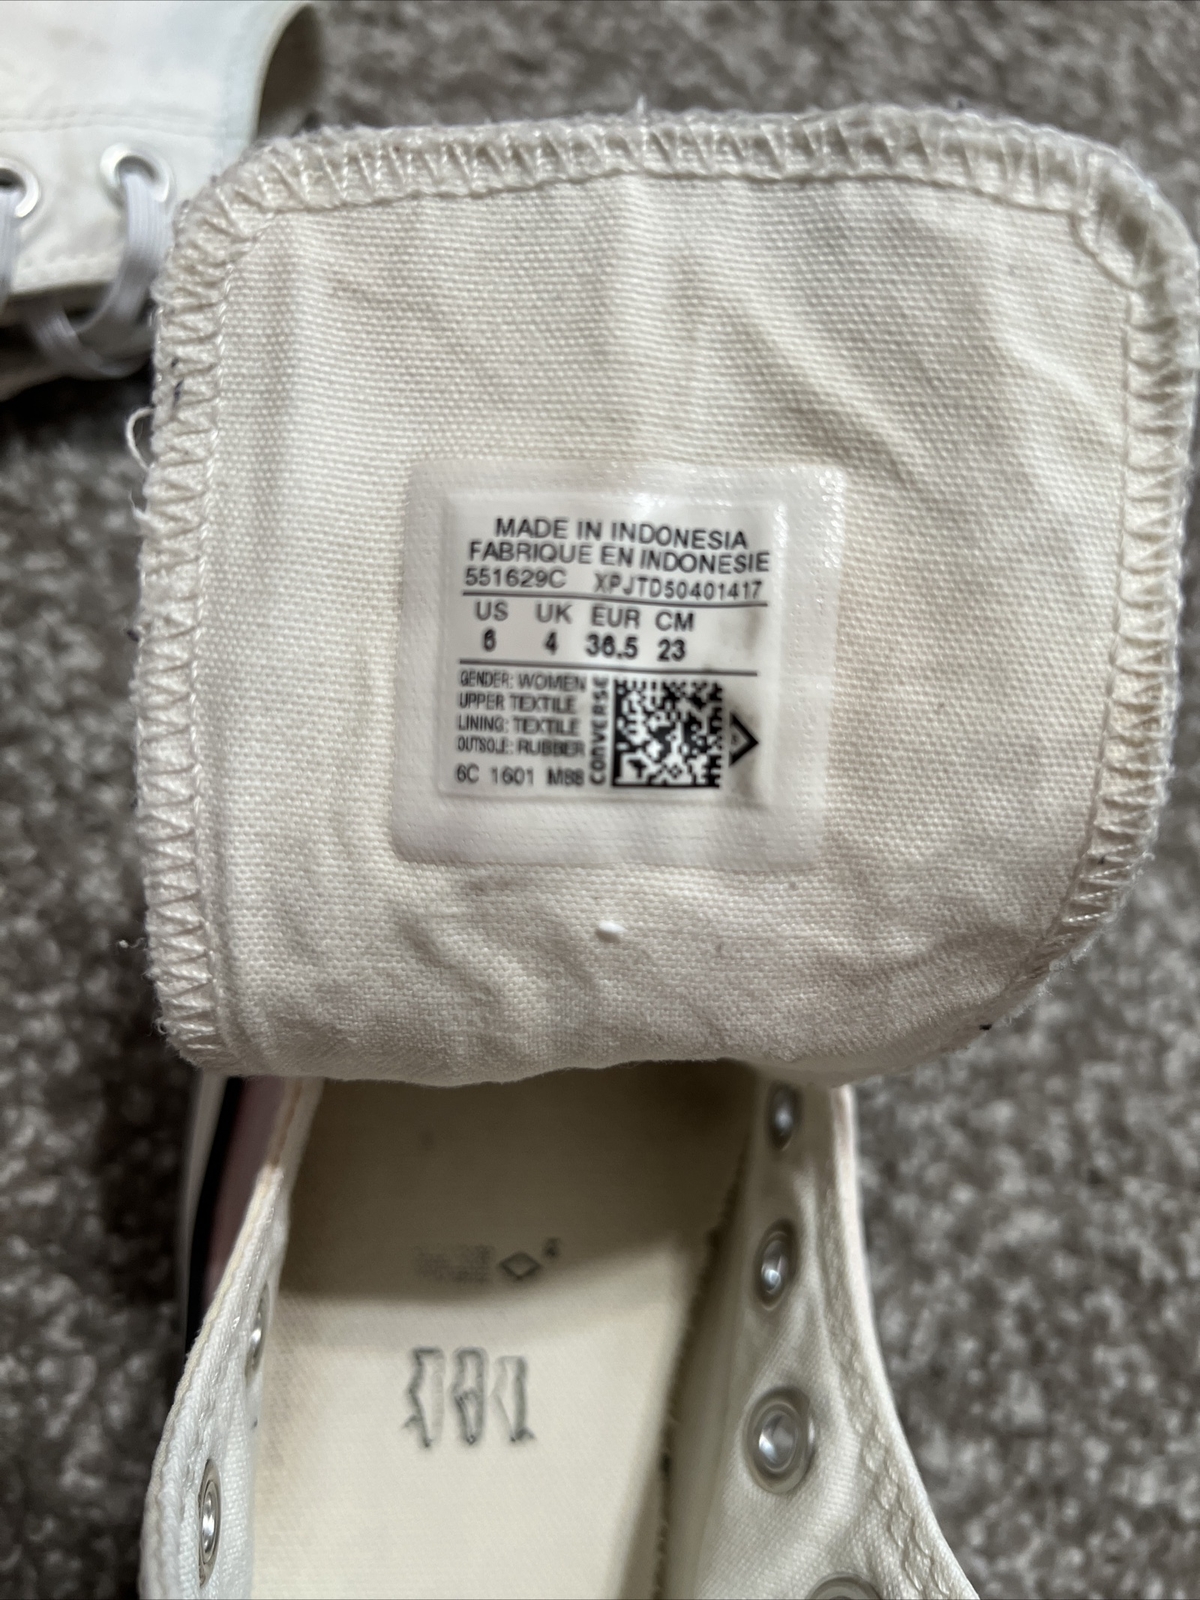 MADE IN INDONESIA
FABRIQUE EN INDONESIE
551629C XPJTD50401417
US UK EUR CM
6 4 36.5 23
GENDER: WOMEN
UPPER TEXTILE
LINING: TEXTILE
OUTSOLE: RUBBER
6C 1601 M88
CONVERSE